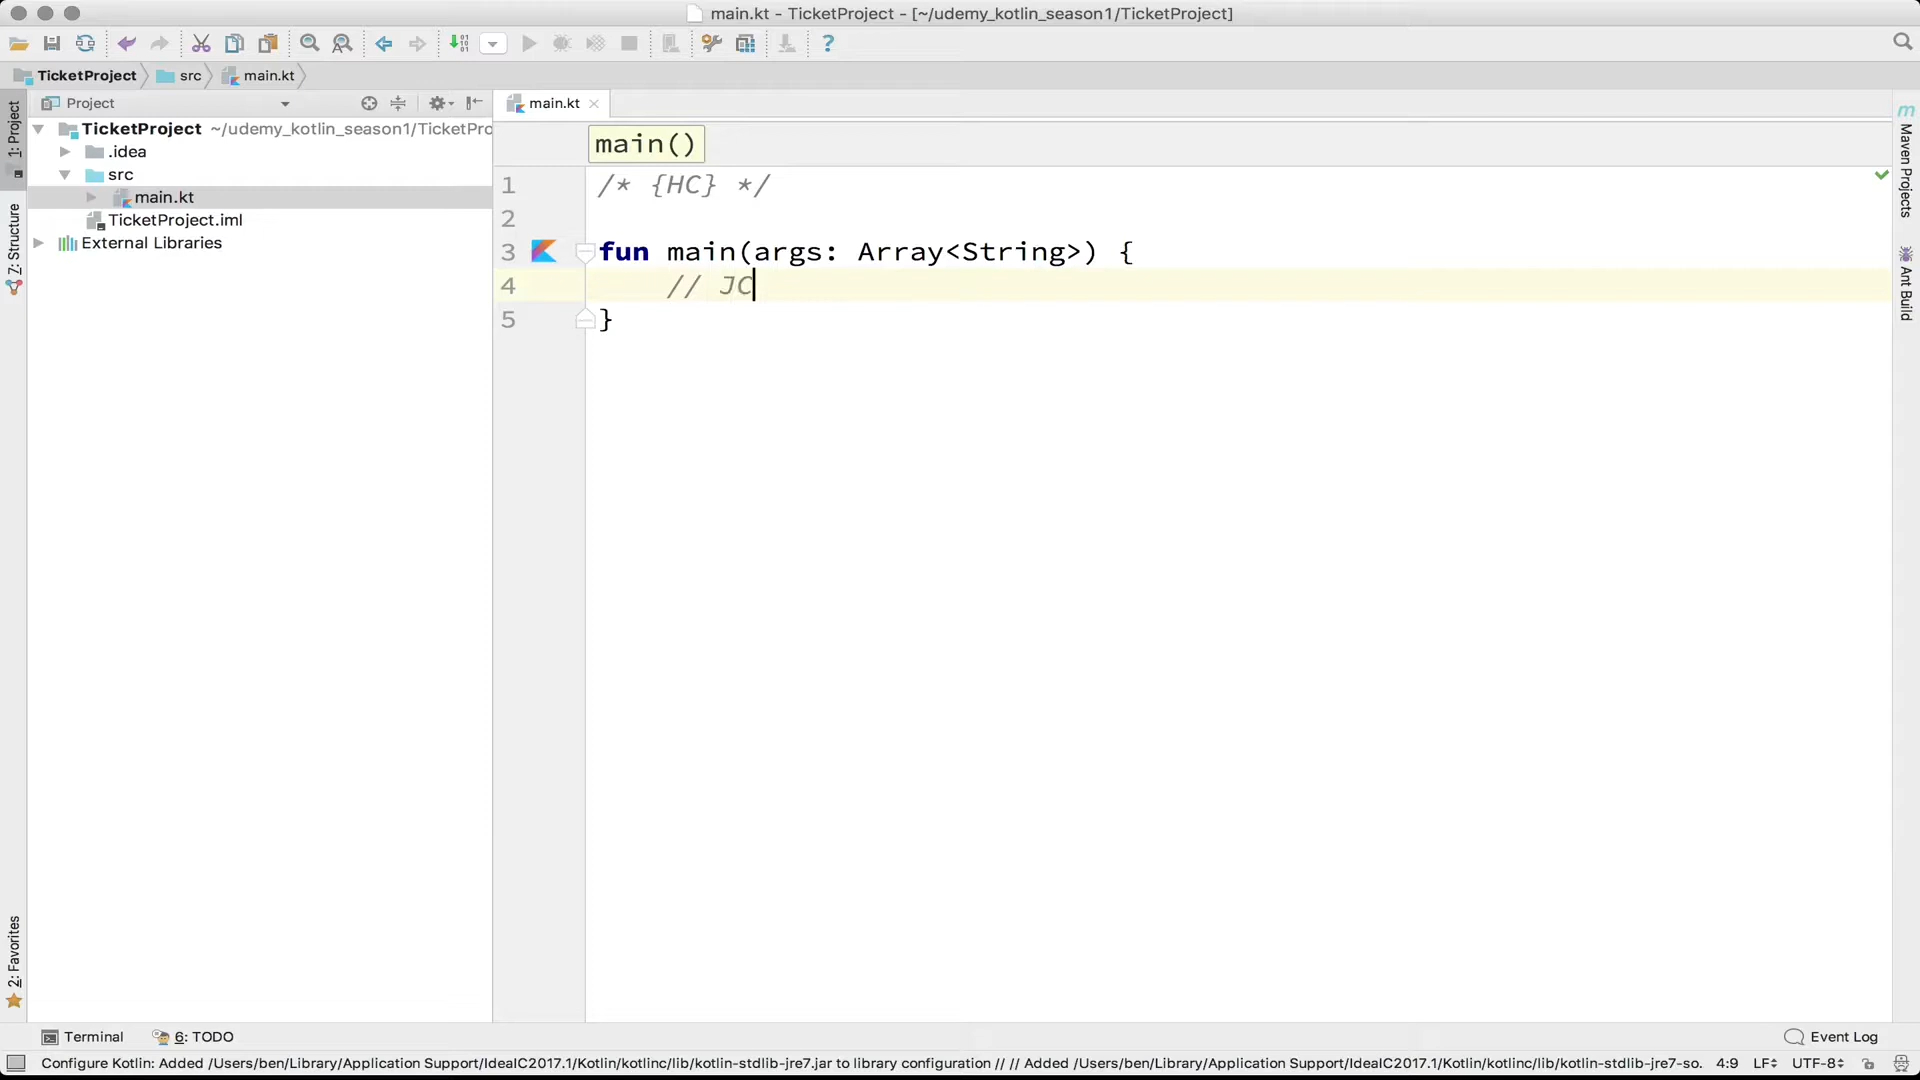 main.kt - TicketProject - [~/udemy_kotlin_season1/TicketProject]
TicketProject src main.kt
1: Project
Project
main.kt
TicketProject ~/udemy_kotlin_season1/TicketPro
.idea
src
main.kt
TicketProject.iml
External Libraries
Z: Structure
2: Favorites
main()
1 /* {HC} */
2
3 fun main(args: Array<String>) {
4 // JC
5 }
m
Maven Projects
Ant Build
Terminal
6: TODO
Event Log
Configure Kotlin: Added /Users/ben/Library/Application Support/IdeaIC2017.1/Kotlin/kotlinc/lib/kotlin-stdlib-jre7.jar to library configuration // // Added /Users/ben/Library/Application Support/IdeaIC2017.1/Kotlin/kotlinc/lib/kotlin-stdlib-jre7-so. 4:9 LF UTF-8